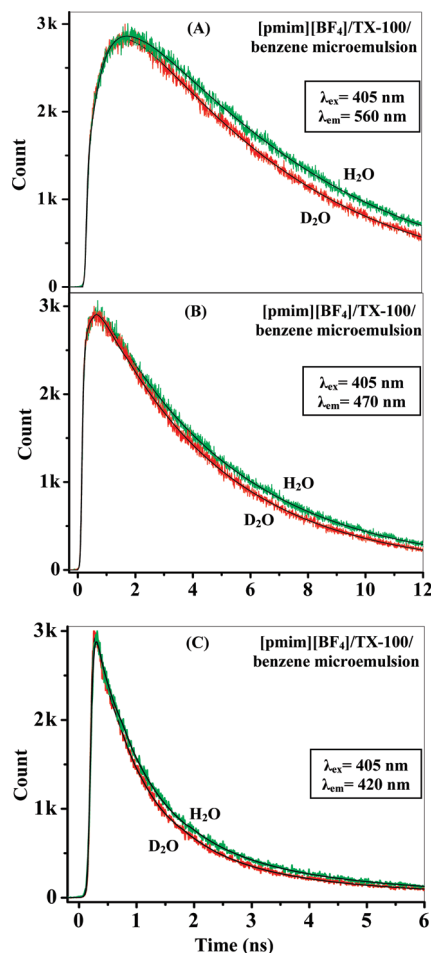 (A)
[pmim][BF₄]/TX-100/
benzene microemulsion
λex= 405 nm
λem= 560 nm
3k
2k
1k
0
Count
H₂O
D₂O
(B)
[pmim][BF₄]/TX-100/
benzene microemulsion
λex= 405 nm
λem= 470 nm
3k
2k
1k
0
Count
H₂O
D₂O
0 2 4 6 8 10 12
(C)
[pmim][BF₄]/TX-100/
benzene microemulsion
λex= 405 nm
λem= 420 nm
3k
2k
1k
0
Count
H₂O
D₂O
0 1 2 3 4 5 6
Time (ns)